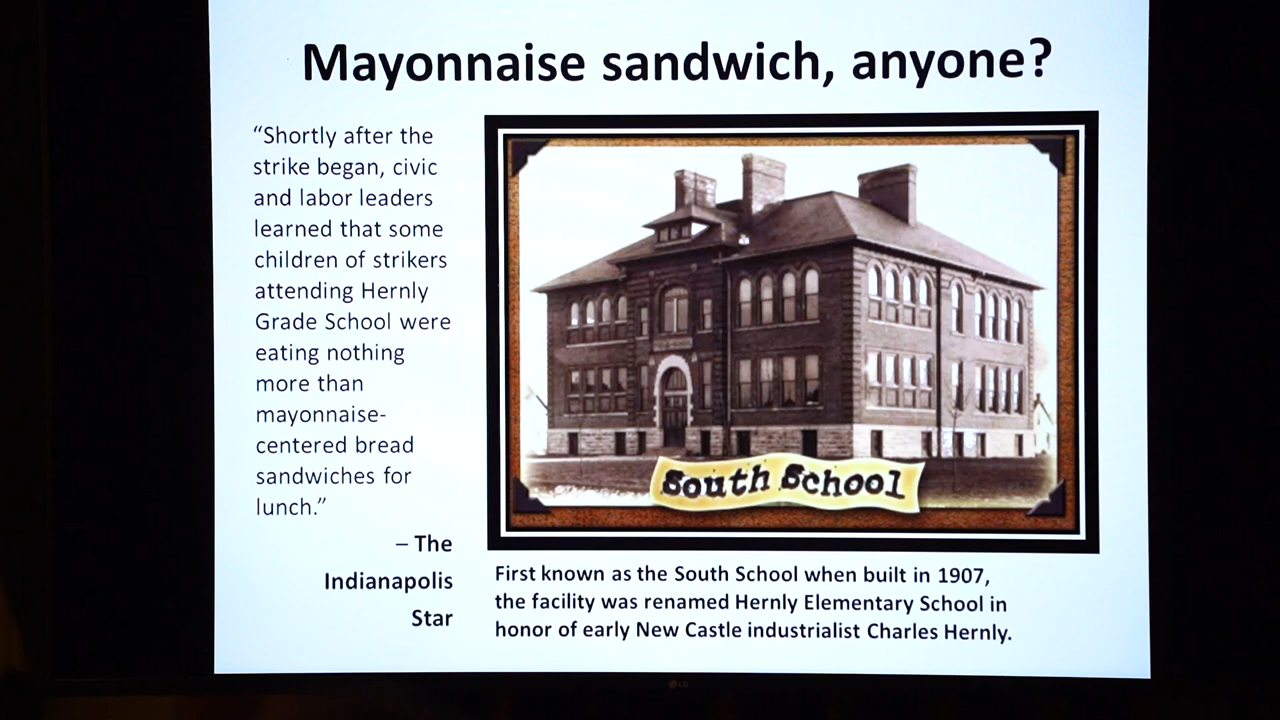 Mayonnaise sandwich, anyone?
“Shortly after the
strike began, civic
and labor leaders
learned that some
children of strikers
attending Hernly
Grade School were
eating nothing
more than
mayonnaise-
centered bread
sandwiches for
lunch.”
– The
Indianapolis
Star
South School
First known as the South School when built in 1907,
the facility was renamed Hernly Elementary School in
honor of early New Castle industrialist Charles Hernly.
LG